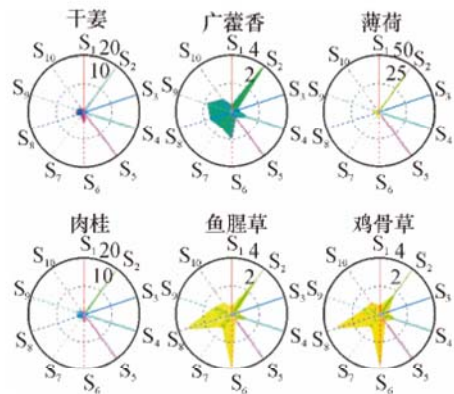 干姜
S₁ 20
10
S₂
S₃
S₄
S₅
S₆
S₇
S₈
S₉
S₁₀
广藿香
S₁ 4
2
S₂
S₃
S₄
S₅
S₆
S₇
S₈
S₉
S₁₀
薄荷
S₁ 50
25
S₂
S₃
S₄
S₅
S₆
S₇
S₈
S₉
S₁₀
肉桂
S₁ 20
10
S₂
S₃
S₄
S₅
S₆
S₇
S₈
S₉
S₁₀
鱼腥草
S₁ 4
2
S₂
S₃
S₄
S₅
S₆
S₇
S₈
S₉
S₁₀
鸡骨草
S₁ 4
2
S₂
S₃
S₄
S₅
S₆
S₇
S₈
S₉
S₁₀